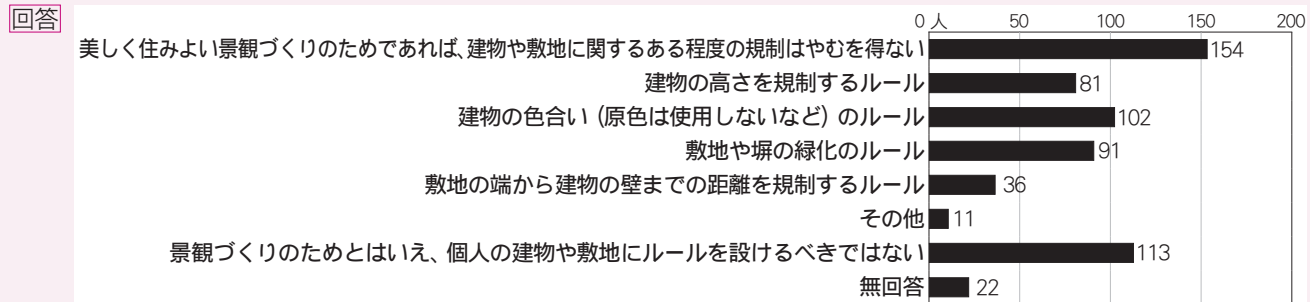 回答
0 人 50 100 150 200
美しく住みよい景観づくりのためであれば、建物や敷地に関するある程度の規制はやむを得ない 154
建物の高さを規制するルール 81
建物の色合い (原色は使用しないなど) のルール 102
敷地や塀の緑化のルール 91
敷地の端から建物の壁までの距離を規制するルール 36
その他 11
景観づくりのためとはいえ、個人の建物や敷地にルールを設けるべきではない 113
無回答 22